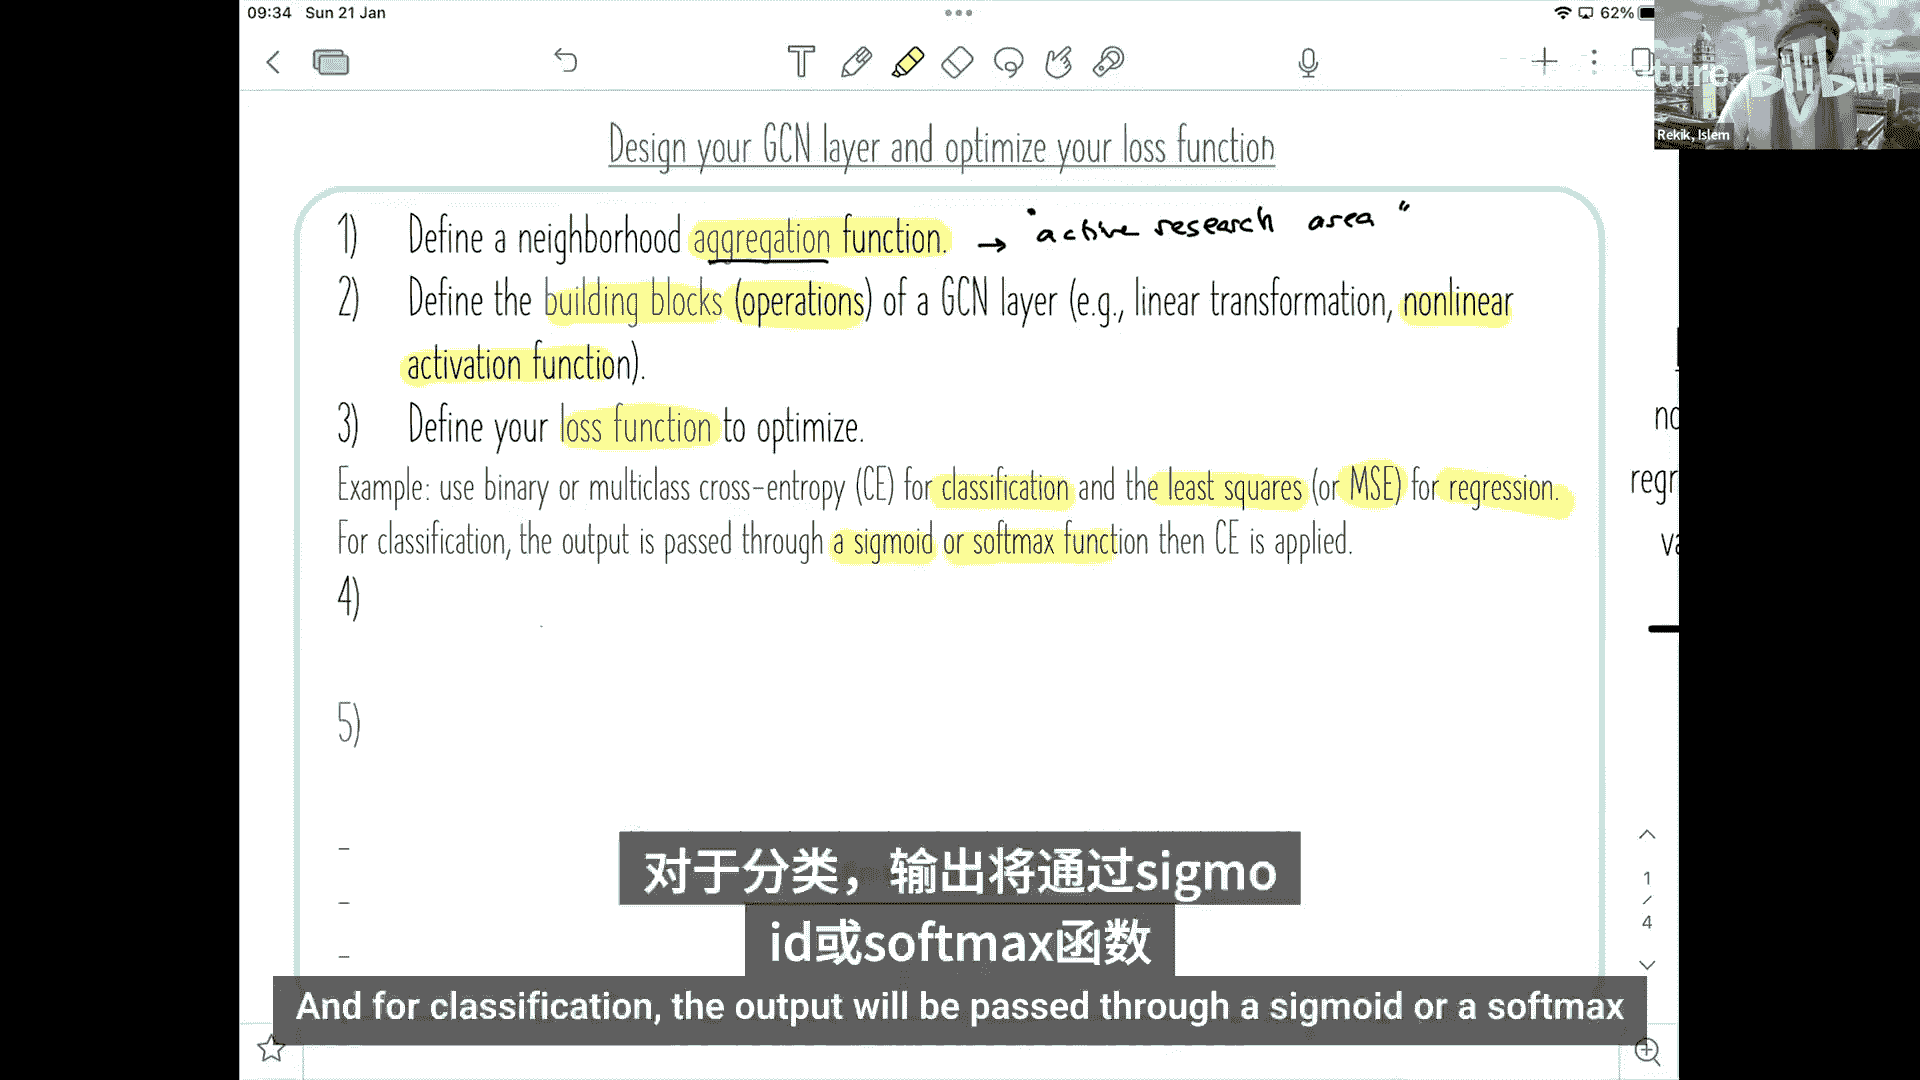 09:34 Sun 21 Jan
62%
ture.
bilibili
Rekik, Islem
Design your GCN layer and optimize your loss function
1) Define a neighborhood aggregation function. → "active research area"
2) Define the building blocks (operations) of a GCN layer (e.g., linear transformation, nonlinear
activation function).
3) Define your loss function to optimize.
Example: use binary or multiclass cross-entropy (CE) for classification and the least squares (or MSE) for regression.
For classification, the output is passed through a sigmoid or softmax function then CE is applied.
4)
5)
-
-
-
no
regr
va
1
/
4
对于分类，输出将通过sigmo
id或softmax函数
And for classification, the output will be passed through a sigmoid or a softmax